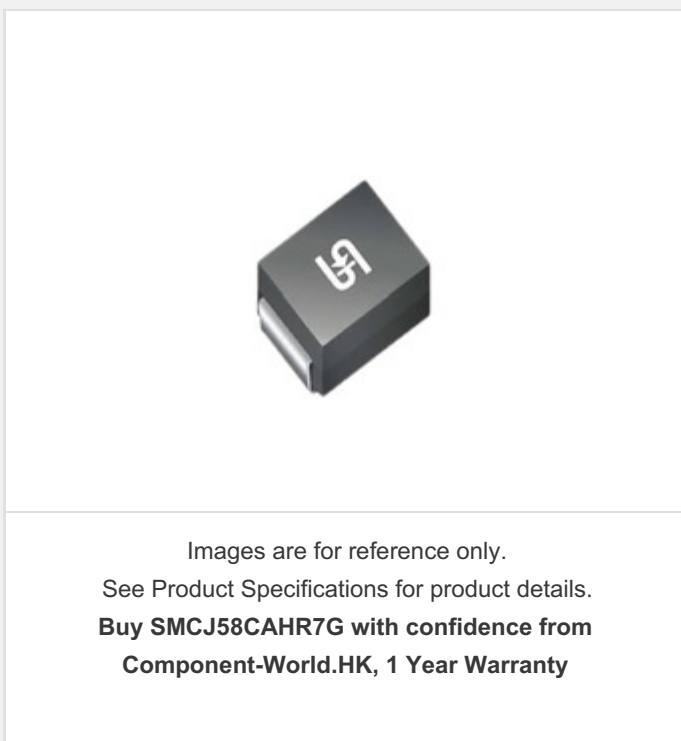 Images are for reference only.
See Product Specifications for product details.
Buy SMCJ58CAHR7G with confidence from
Component-World.HK, 1 Year Warranty